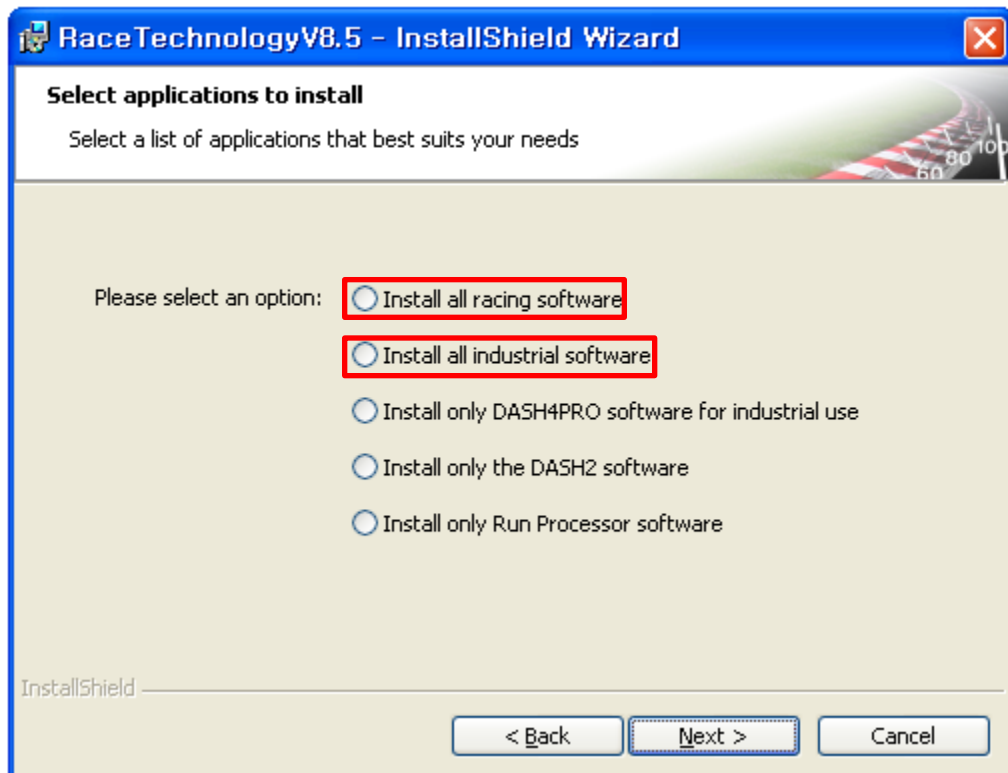 RaceTechnologyV8.5 - InstallShield Wizard
Select applications to install
Select a list of applications that best suits your needs
60 80 100
Please select an option: Install all racing software
Install all industrial software
Install only DASH4PRO software for industrial use
Install only the DASH2 software
Install only Run Processor software
InstallShield
< Back Next > Cancel